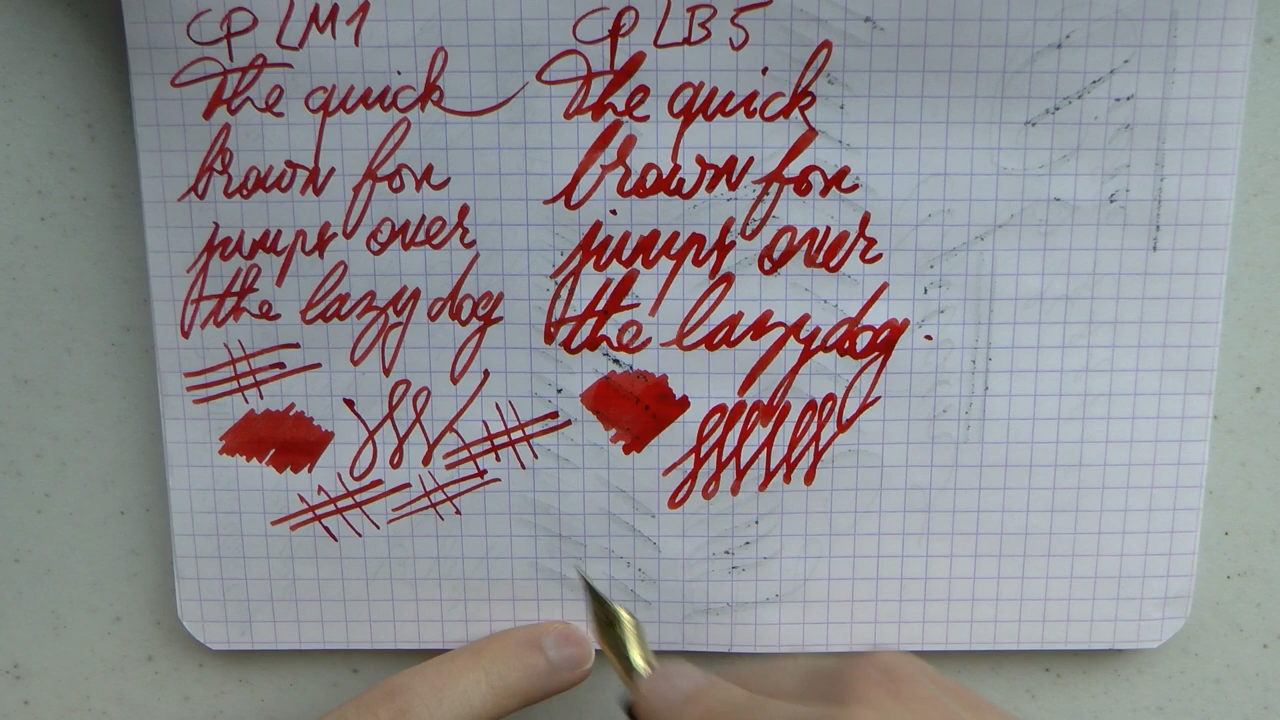 CP LM1
The quick
brown fox
jumps over
the lazy dog
CP LB5
The quick
brown fox
jumps over
the lazy dog.